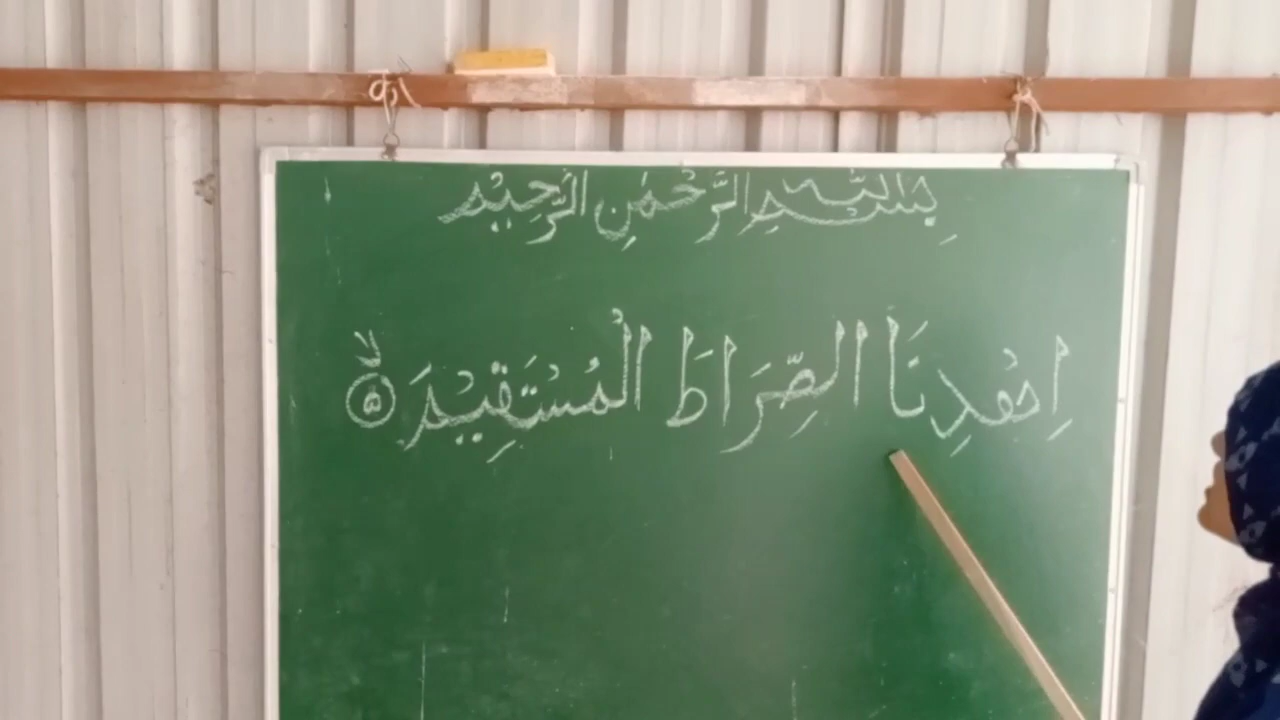 بِسْمِ اللّٰهِ الرَّحْمٰنِ الرَّحِيْمِ
اِهْدِنَا الصِّرَاطَ الْمُسْتَقِيْمَ ۙ﴿۵﴾